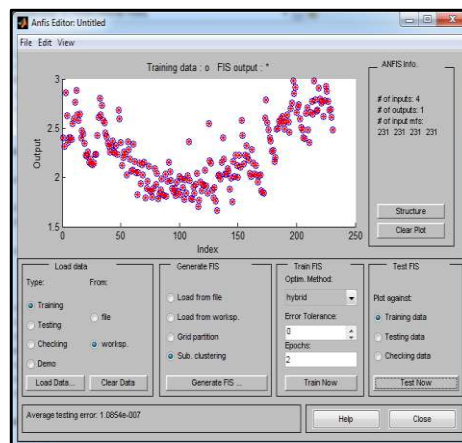 Anfis Editor: Untitled
File Edit View
Training data : o FIS output : *
3
2.5
2
1.5
Output
0 50 100 150 200 250
Index
ANFIS Info.
# of inputs: 4
# of outputs: 1
# of input mfs:
231 231 231 231
Structure
Clear Plot
Load data
Type:
From:
Training
Testing
Checking
Demo
file
worksp.
Load Data...
Clear Data
Generate FIS
Load from file
Load from worksp.
Grid partition
Sub. clustering
Generate FIS ...
Train FIS
Optim. Method:
hybrid
Error Tolerance:
0
Epochs:
2
Train Now
Test FIS
Plot against:
Training data
Testing data
Checking data
Test Now
Average testing error: 1.0854e-007
Help
Close